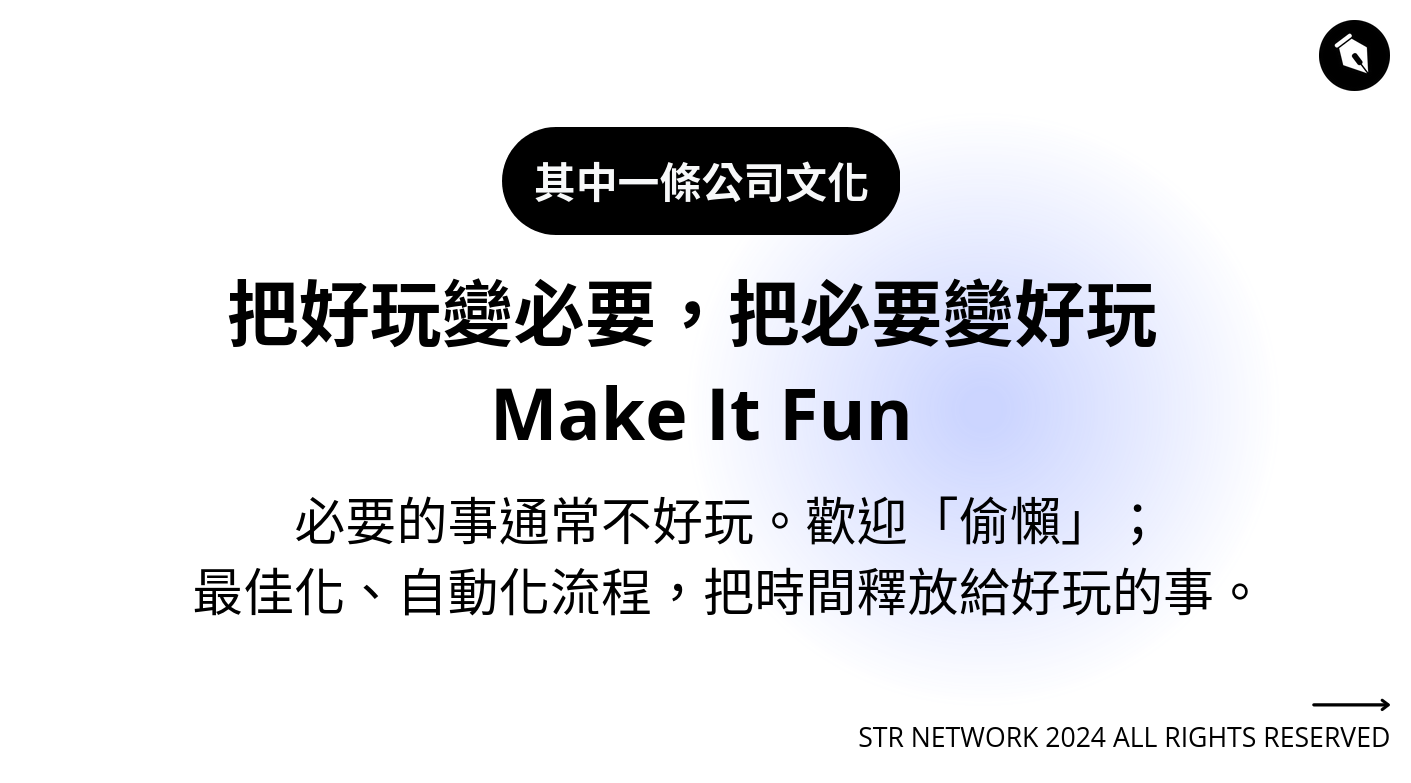 其中一條公司文化
把好玩變必要，把必要變好玩
Make It Fun
必要的事通常不好玩。歡迎「偷懶」；
最佳化、自動化流程，把時間釋放給好玩的事。
STR NETWORK 2024 ALL RIGHTS RESERVED